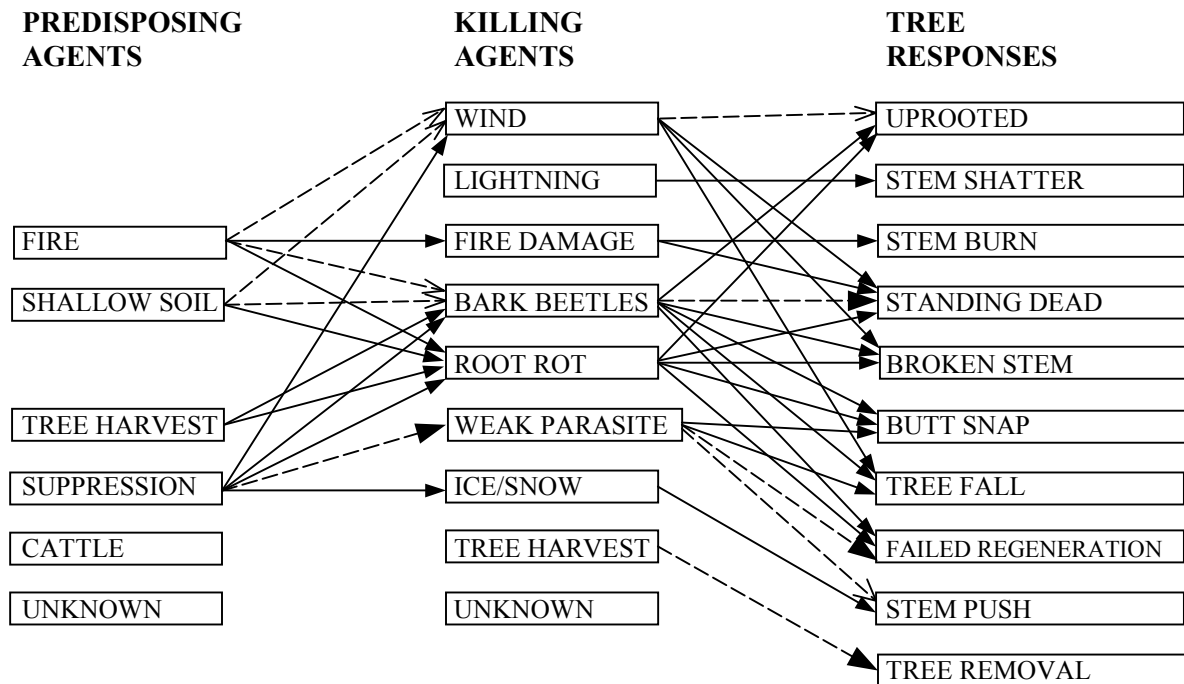 PREDISPOSING
AGENTS
FIRE
SHALLOW SOIL
TREE HARVEST
SUPPRESSION
CATTLE
UNKNOWN
KILLING
AGENTS
WIND
LIGHTNING
FIRE DAMAGE
BARK BEETLES
ROOT ROT
WEAK PARASITE
ICE/SNOW
TREE HARVEST
UNKNOWN
TREE
RESPONSES
UPROOTED
STEM SHATTER
STEM BURN
STANDING DEAD
BROKEN STEM
BUTT SNAP
TREE FALL
FAILED REGENERATION
STEM PUSH
TREE REMOVAL